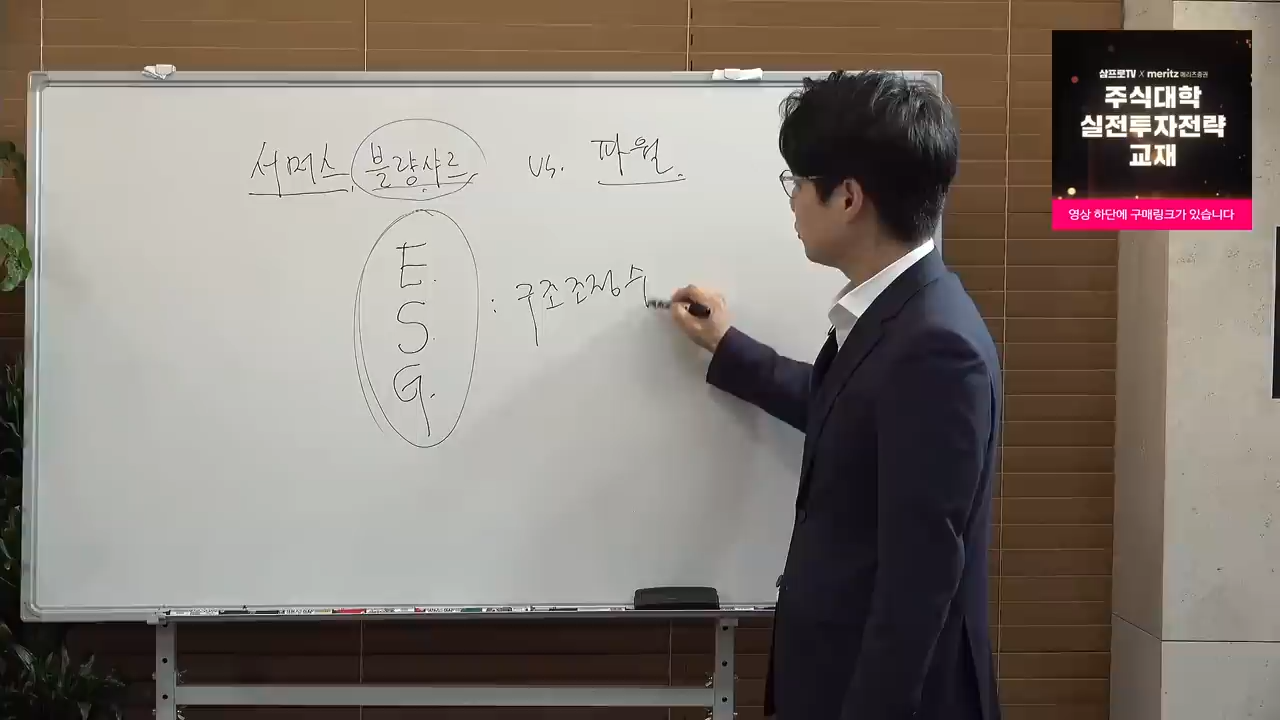 서머스, 블량샤르, vs. 파월.
E.
S.
G.
: 구조조정 수
삼프로TV X meritz 메리츠증권
주식대학
실전투자전략
교재
영상 하단에 구매링크가 있습니다